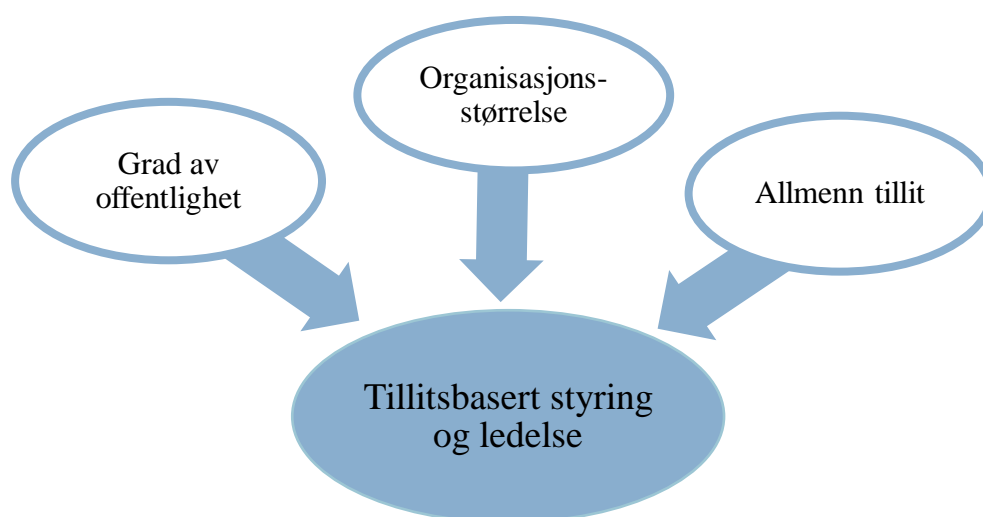 Organisasjons-
størrelse
Grad av
offentlighet
Allmenn tillit
Tillitsbasert styring
og ledelse